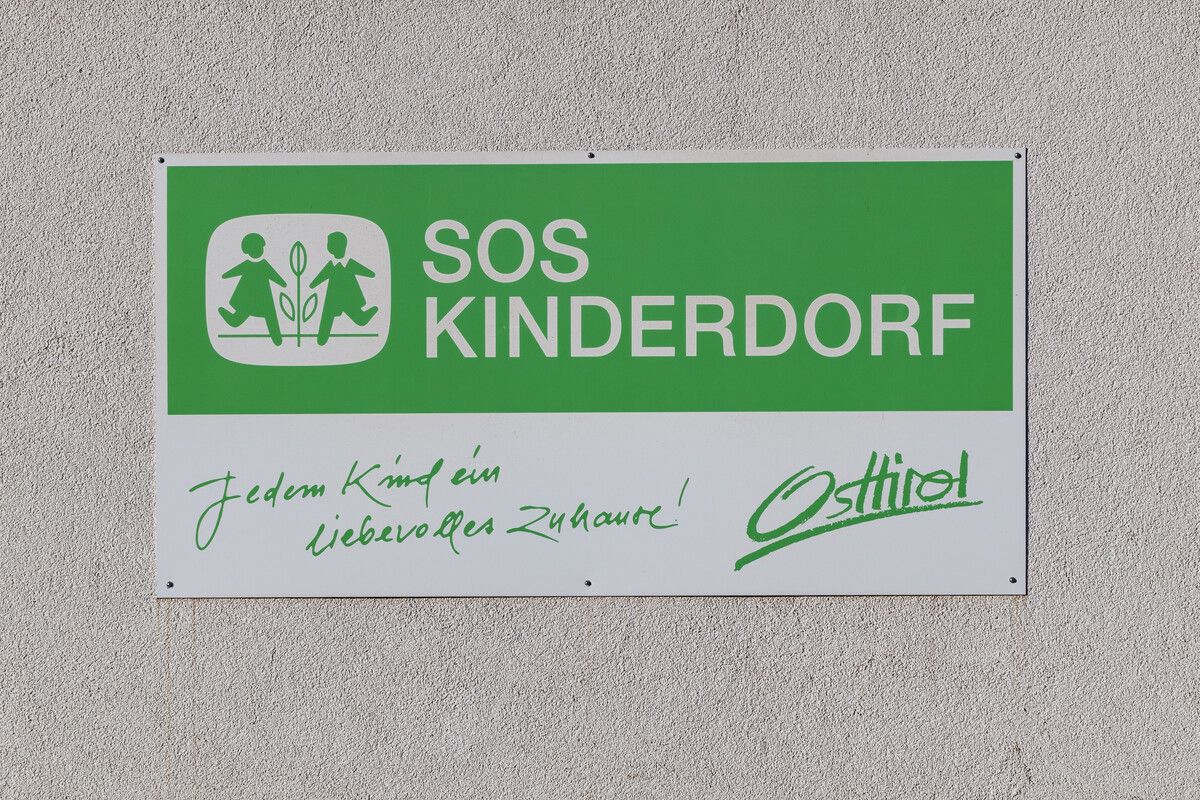 SOS
KINDERDORF
Jedem Kind ein
liebevolles Zuhause!
Osttirol